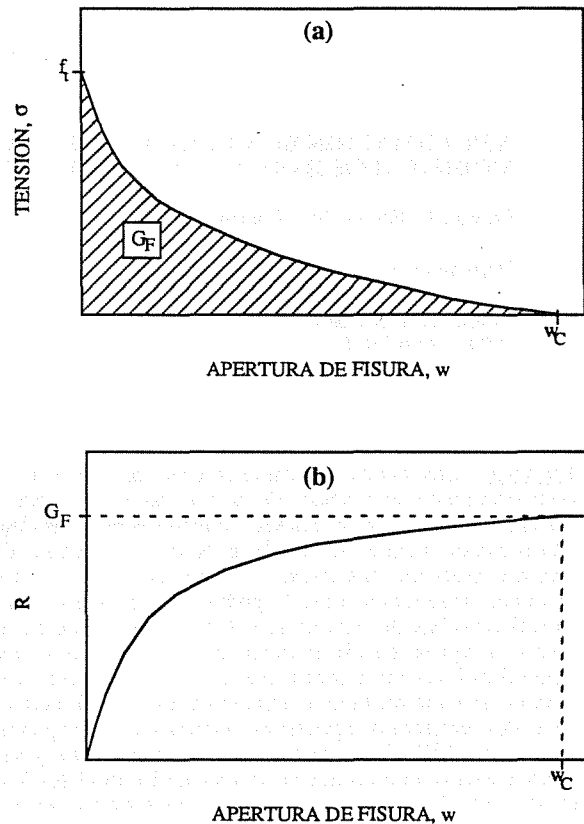 (a)
f_t
TENSION, σ
G_F
w_C
APERTURA DE FISURA, w
(b)
G_F
R
w_C
APERTURA DE FISURA, w